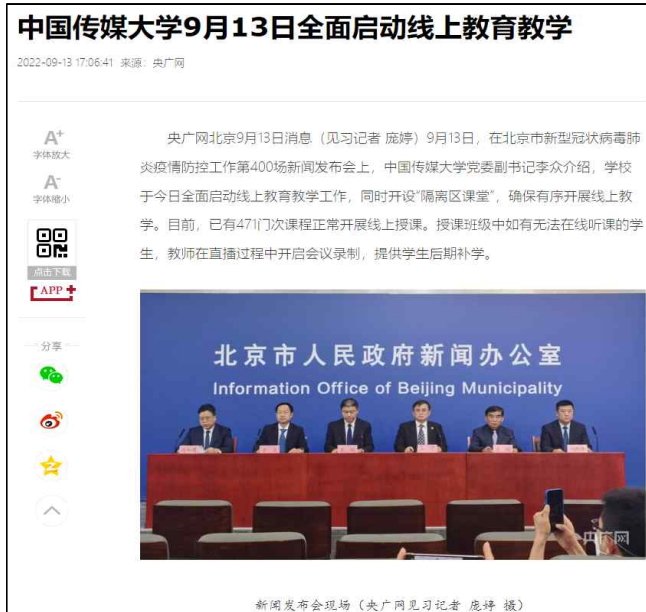 中国传媒大学9月13日全面启动线上教育教学
2022-09-13 17:06:41 来源：央广网
A+
字体放大
A-
字体缩小
点击下载
APP
分享
央广网北京9月13日消息（见习记者 庞婷）9月13日，在北京市新型冠状病毒肺
炎疫情防控工作第400场新闻发布会上，中国传媒大学党委副书记李众介绍，学校
于今日全面启动线上教育教学工作，同时开设“隔离区课堂”，确保有序开展线上教
学。目前，已有471门次课程正常开展线上授课。授课班级中如有无法在线听课的学
生，教师在直播过程中开启会议录制，提供学生后期补学。
北京市人民政府新闻办公室
Information Office of Beijing Municipality
央广网
新闻发布会现场（央广网见习记者 庞婷 摄）